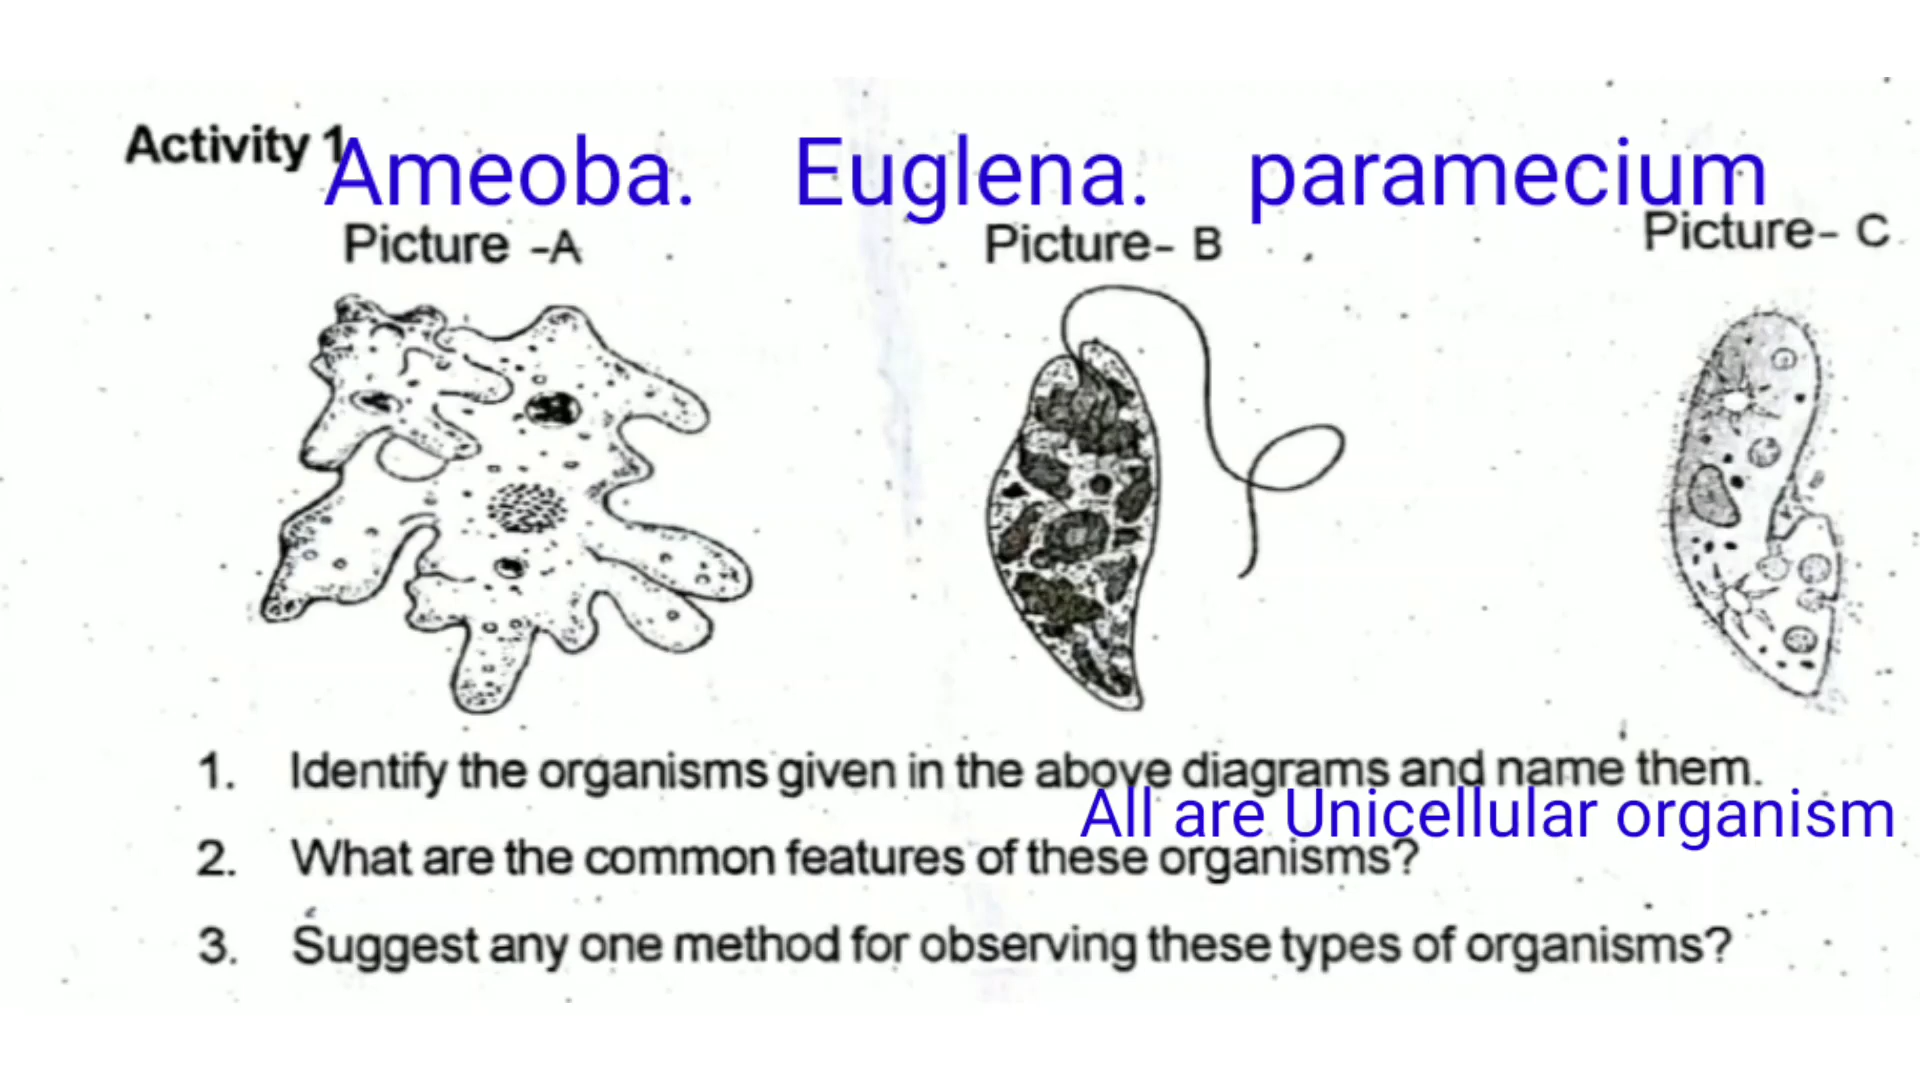 Activity 1
Ameoba. Euglena. paramecium
Picture -A Picture- B Picture- C
1. Identify the organisms given in the above diagrams and name them.
All are Unicellular organism
2. What are the common features of these organisms?
3. Suggest any one method for observing these types of organisms?